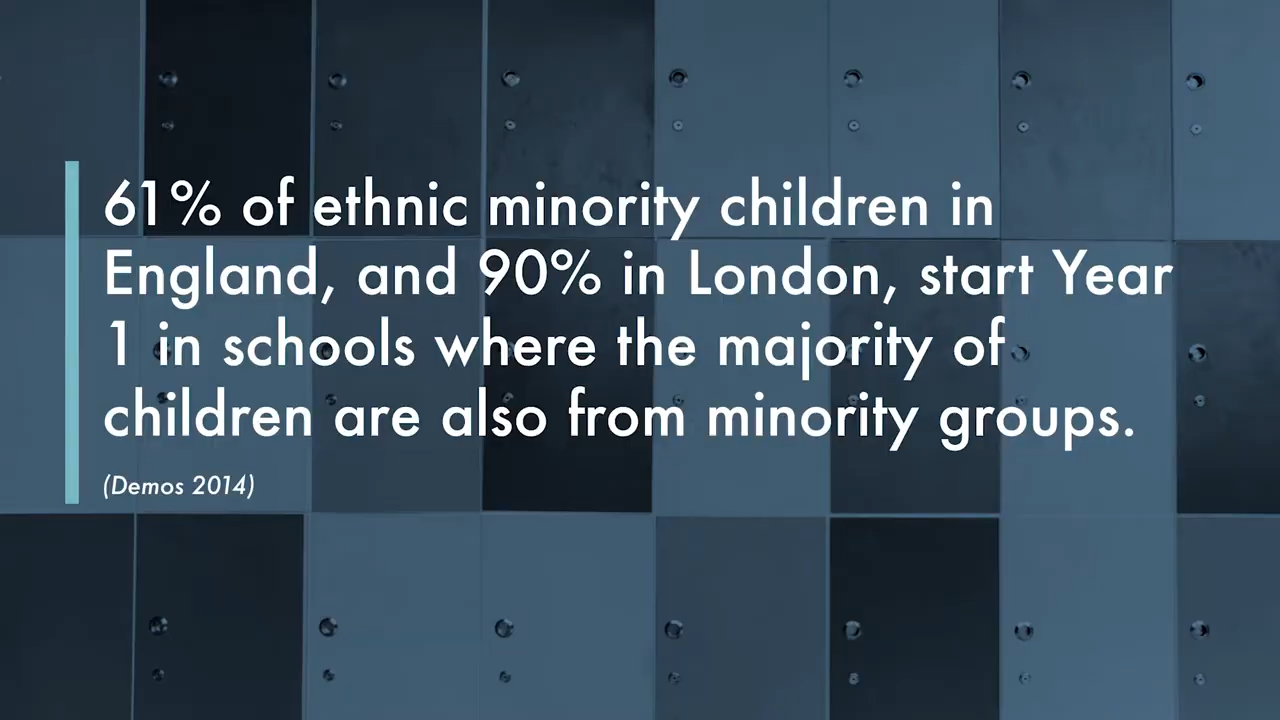 61% of ethnic minority children in
England, and 90% in London, start Year
1 in schools where the majority of
children are also from minority groups.
(Demos 2014)